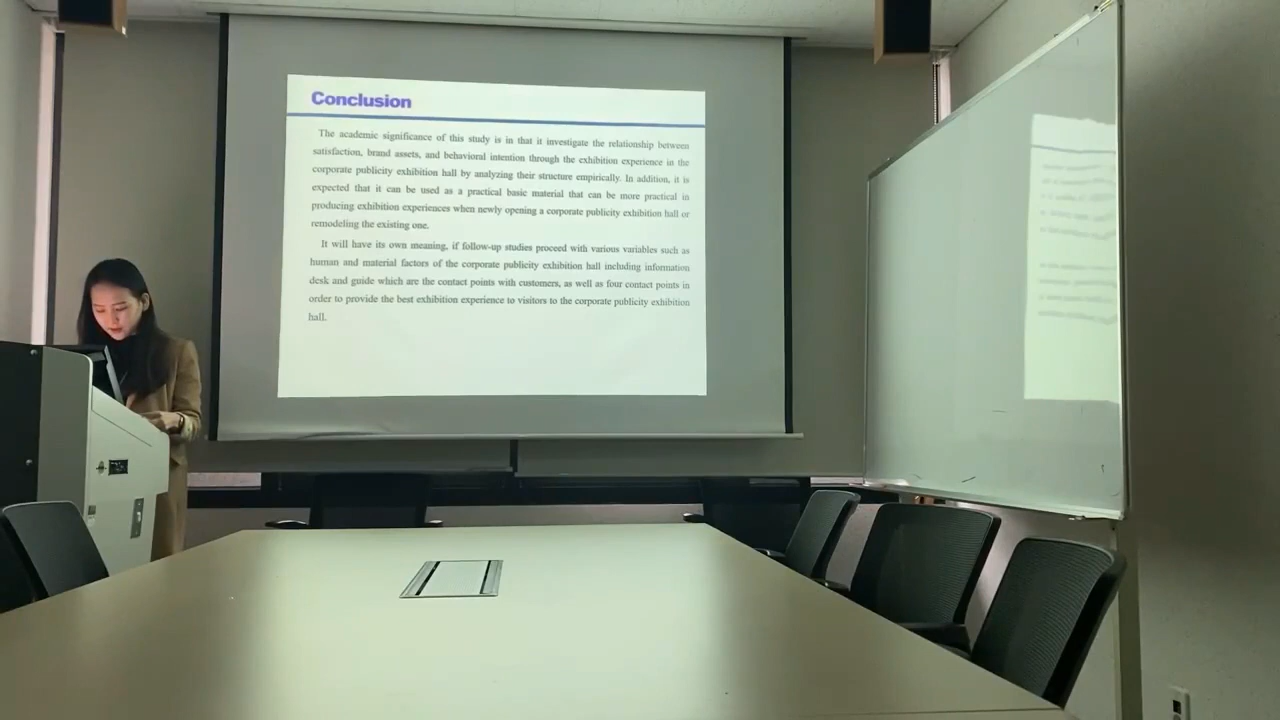 Conclusion
The academic significance of this study is in that it investigate the relationship between
satisfaction, brand assets, and behavioral intention through the exhibition experience in the
corporate publicity exhibition hall by analyzing their structure empirically. In addition, it is
expected that it can be used as a practical basic material that can be more practical in
producing exhibition experiences when newly opening a corporate publicity exhibition hall or
remodeling the existing one.
It will have its own meaning, if follow-up studies proceed with various variables such as
human and material factors of the corporate publicity exhibition hall including information
desk and guide which are the contact points with customers, as well as four contact points in
order to provide the best exhibition experience to visitors to the corporate publicity exhibition
hall.